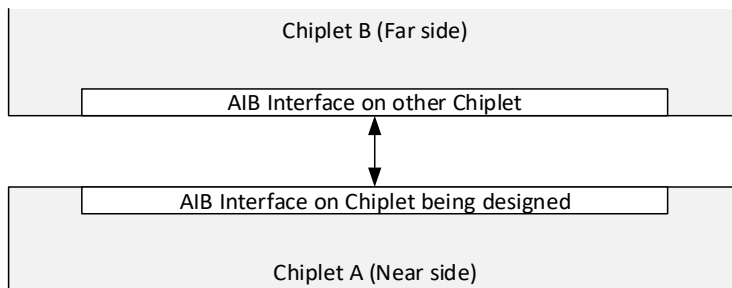 Chiplet B (Far side)
AIB Interface on other Chiplet
AIB Interface on Chiplet being designed
Chiplet A (Near side)